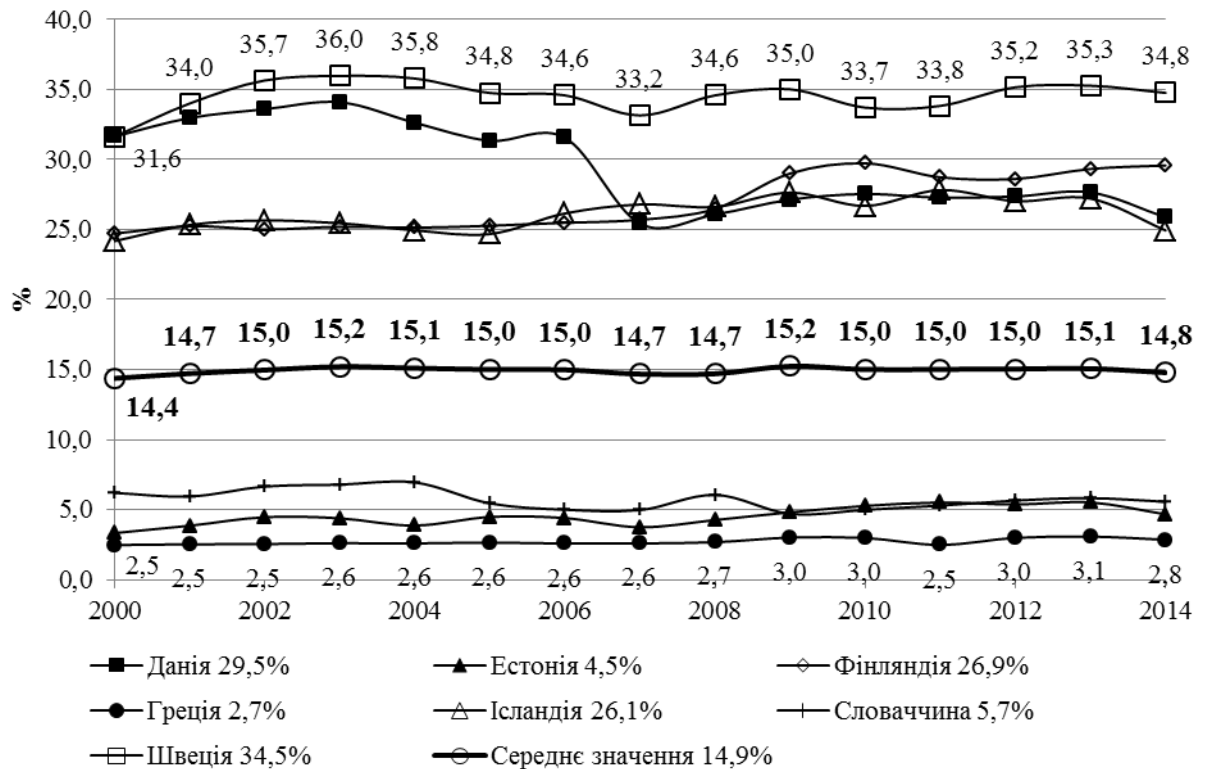 40,0
35,7 36,0 35,8 35,2 35,3
34,0 34,8 34,6 34,6 35,0 33,7 33,8 34,8
33,2
35,0
31,6
30,0
25,0
20,0
%
14,7 15,0 15,2 15,1 15,0 15,0 14,7 14,7 15,2 15,0 15,0 15,0 15,1 14,8
15,0
14,4
10,0
5,0
2,5 2,5 2,5 2,6 2,6 2,6 2,6 2,6 2,7 3,0 3,0 2,5 3,0 3,1 2,8
0,0
2000 2002 2004 2006 2008 2010 2012 2014
Данія 29,5% Естонія 4,5% Фінляндія 26,9%
Греція 2,7% Ісландія 26,1% Словаччина 5,7%
Швеція 34,5% Середнє значення 14,9%